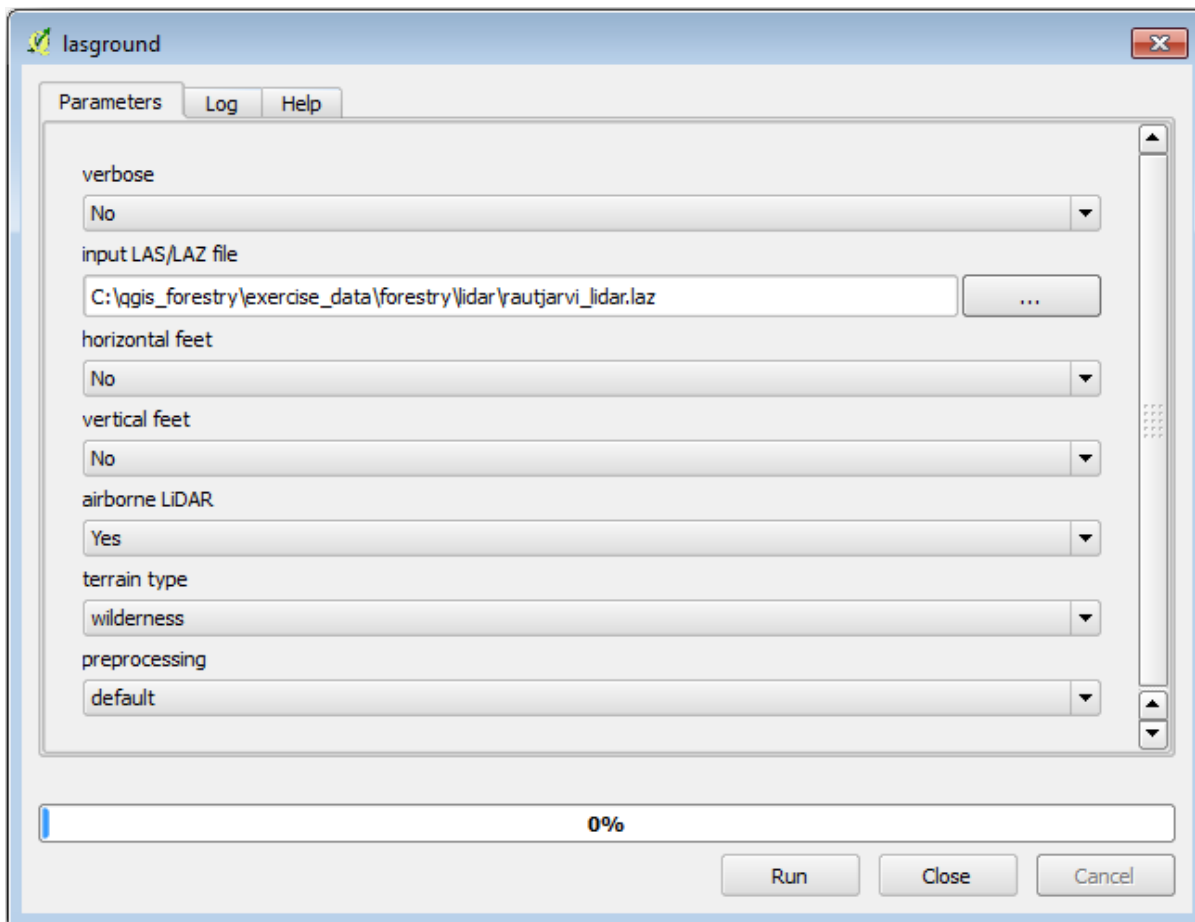 lasground
Parameters Log Help
verbose
No
input LAS/LAZ file
C:\qgis_forestry\exercise_data\forestry\lidar\rautjarvi_lidar.laz ...
horizontal feet
No
vertical feet
No
airborne LiDAR
Yes
terrain type
wilderness
preprocessing
default
0%
Run Close Cancel